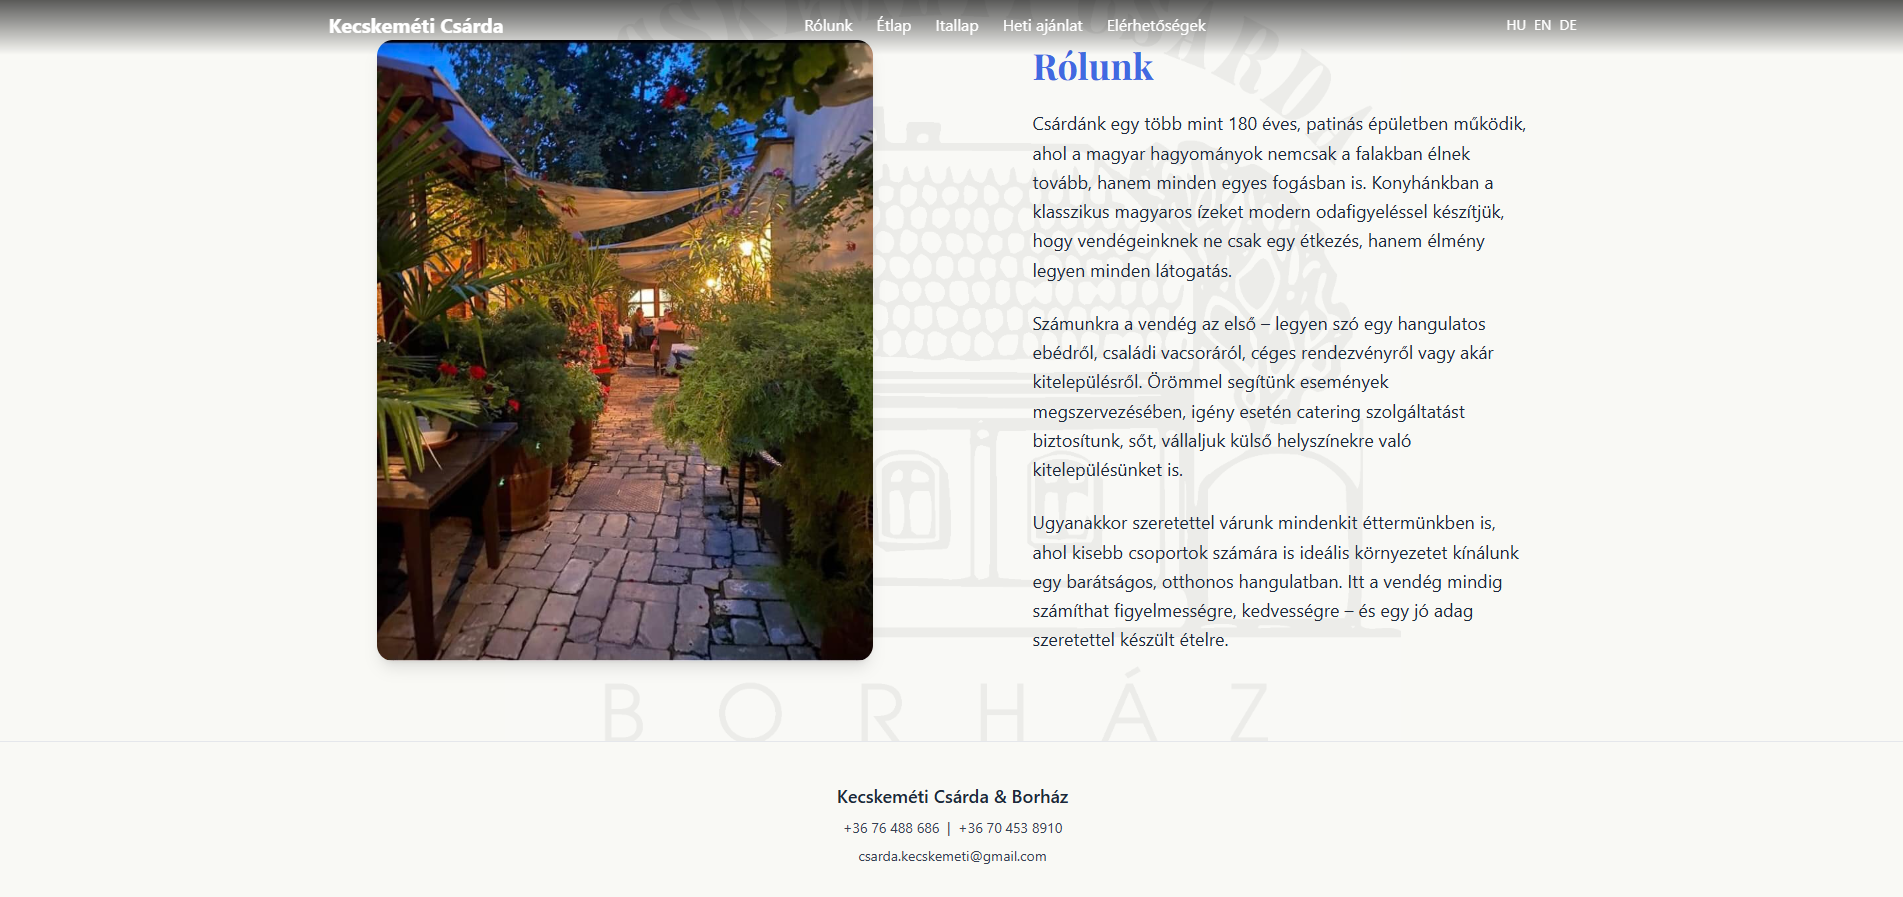 Kecskeméti Csárda
Rólunk Étlap Itallap Heti ajánlat Elérhetőségek
HU EN DE
Rólunk
Csárdánk egy több mint 180 éves, patinás épületben működik,
ahol a magyar hagyományok nemcsak a falakban élnek
tovább, hanem minden egyes fogásban is. Konyhánkban a
klasszikus magyaros ízeket modern odafigyeléssel készítjük,
hogy vendégeinknek ne csak egy étkezés, hanem élmény
legyen minden látogatás.
Számunkra a vendég az első – legyen szó egy hangulatos
ebédről, családi vacsoráról, céges rendezvényről vagy akár
kitelepülésről. Örömmel segítünk események
megszervezésében, igény esetén catering szolgáltatást
biztosítunk, sőt, vállaljuk külső helyszínekre való
kitelepülésünket is.
Ugyanakkor szeretettel várunk mindenkit éttermünkben is,
ahol kisebb csoportok számára is ideális környezetet kínálunk
egy barátságos, otthonos hangulatban. Itt a vendég mindig
számíthat figyelmességre, kedvességre – és egy jó adag
szeretettel készült ételre.
BORHÁZ
Kecskeméti Csárda & Borház
+36 76 488 686 | +36 70 453 8910
csarda.kecskemeti@gmail.com